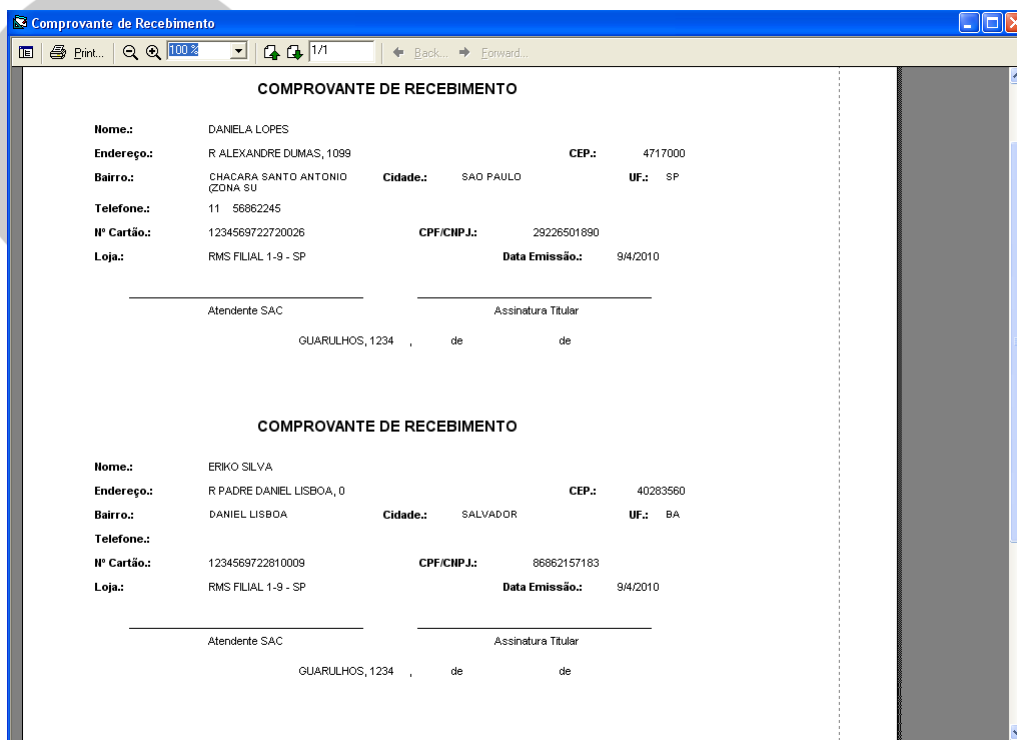 Comprovante de Recebimento
Print... 100 % 1/1 Back... Forward...
COMPROVANTE DE RECEBIMENTO
Nome.: DANIELA LOPES
Endereço.: R ALEXANDRE DUMAS, 1099 CEP.: 4717000
Bairro.: CHACARA SANTO ANTONIO Cidade.: SAO PAULO UF.: SP
(ZONA SU
Telefone.: 11 56862245
Nº Cartão.: 1234569722720026 CPF/CNPJ.: 29226501890
Loja.: RMS FILIAL 1-9 - SP Data Emissão.: 9/4/2010
Atendente SAC Assinatura Titular
GUARULHOS, 1234 , de de
COMPROVANTE DE RECEBIMENTO
Nome.: ERIKO SILVA
Endereço.: R PADRE DANIEL LISBOA, 0 CEP.: 40283560
Bairro.: DANIEL LISBOA Cidade.: SALVADOR UF.: BA
Telefone.:
Nº Cartão.: 1234569722810009 CPF/CNPJ.: 86862157183
Loja.: RMS FILIAL 1-9 - SP Data Emissão.: 9/4/2010
Atendente SAC Assinatura Titular
GUARULHOS, 1234 , de de